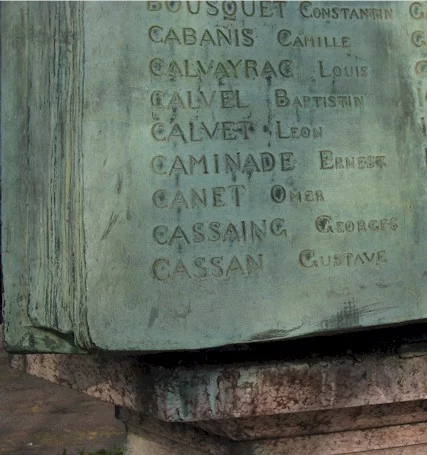 BOUSQUET CONSTANTIN
CABANIS CAMILLE
CALVAYRAC LOUIS
CALVEL BAPTISTIN
CALVET LEON
CAMINADE ERNEST
CANET OMER
CASSAING GEORGES
CASSAN GUSTAVE